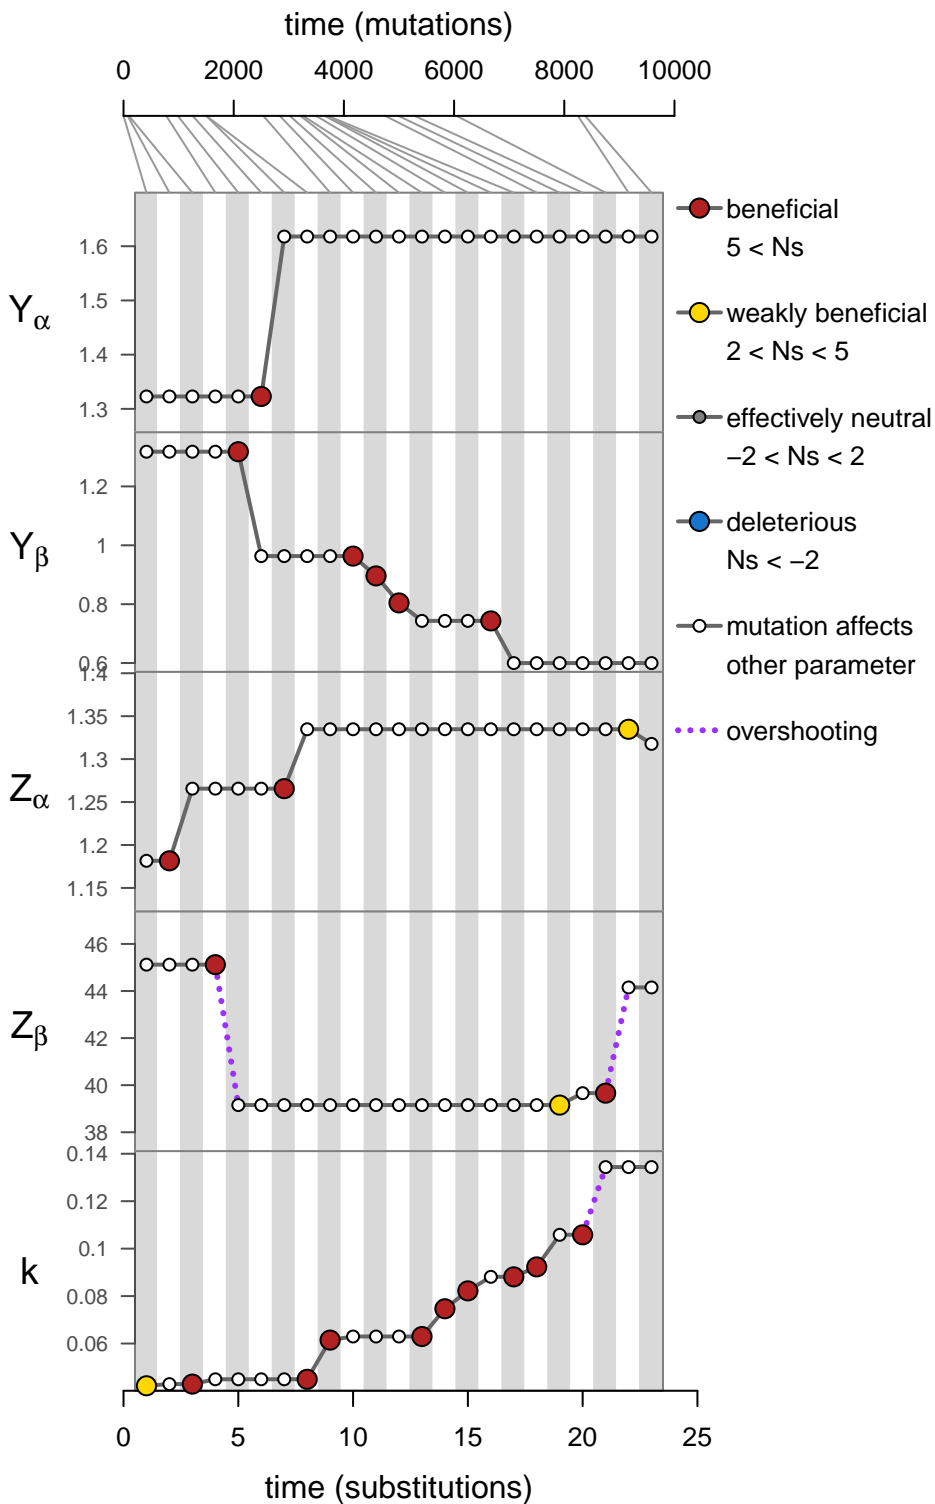 time (mutations)
0 2000 4000 6000 8000 10000
beneficial
5 < Ns
weakly beneficial
2 < Ns < 5
effectively neutral
−2 < Ns < 2
deleterious
Ns < −2
mutation affects
other parameter
overshooting
Yα
1.6
1.5
1.4
1.3
Yβ
1.2
1
0.8
0.6
Zα
1.4
1.35
1.3
1.25
1.2
1.15
Zβ
46
44
42
40
38
k
0.14
0.12
0.1
0.08
0.06
0 5 10 15 20 25
time (substitutions)